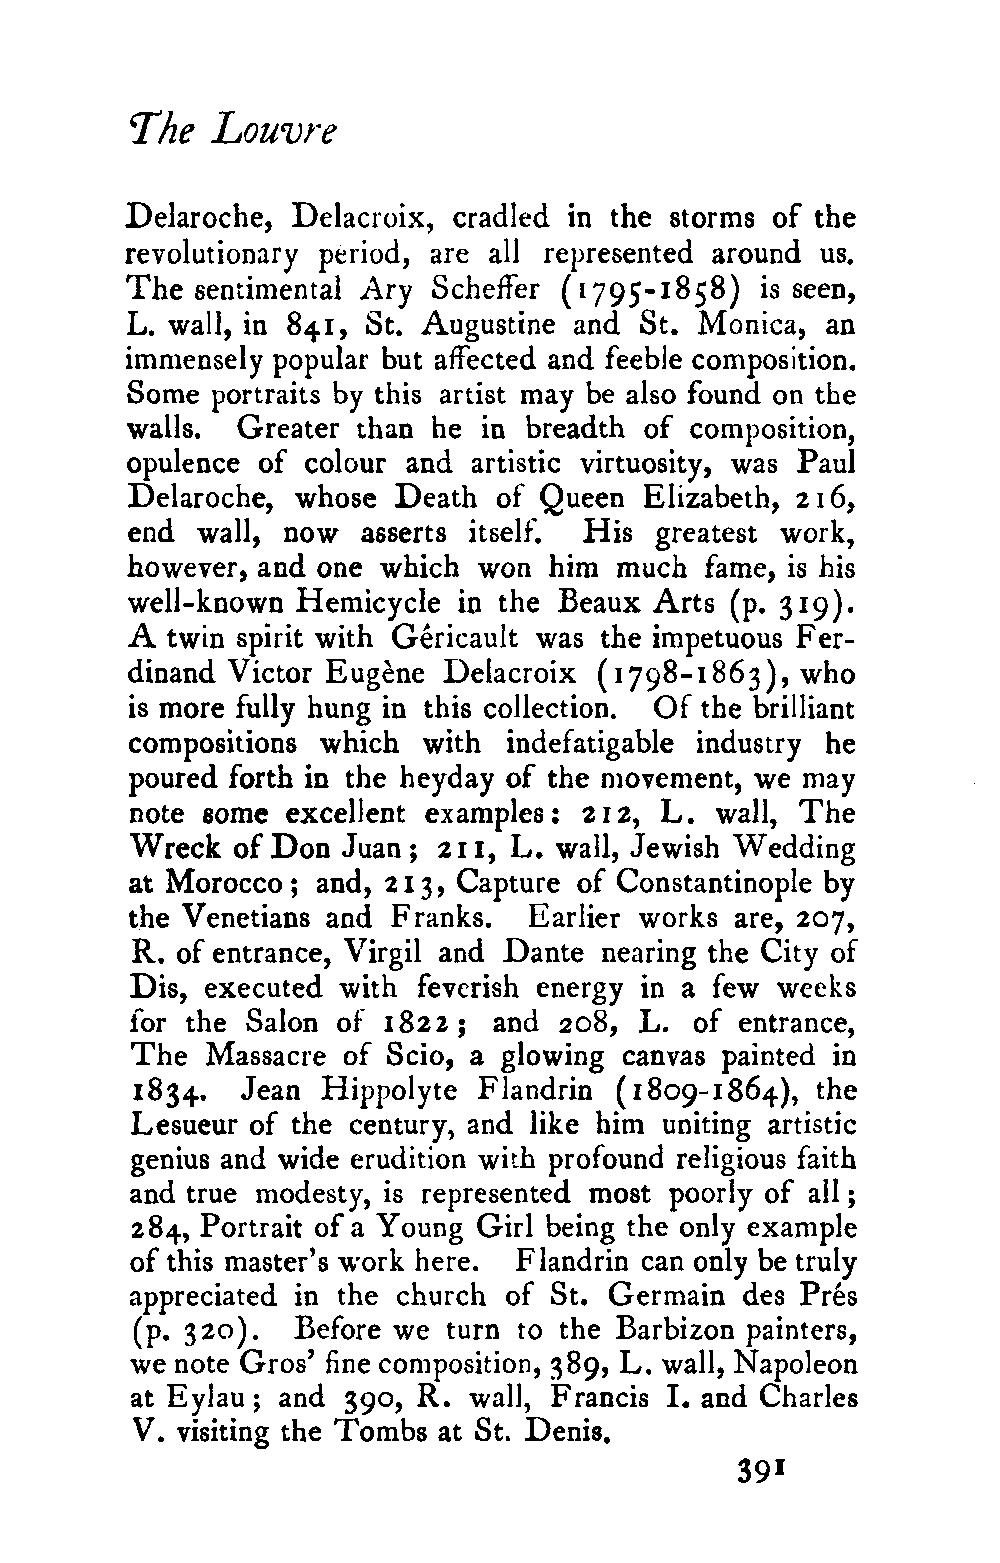 The Louvre
Delaroche, Delacroix, cradled in the storms of the
revolutionary period, are all represented around us.
The sentimental Ary Scheffer (1795-1858) is seen,
L. wall, in 841, St. Augustine and St. Monica, an
immensely popular but affected and feeble composition.
Some portraits by this artist may be also found on the
walls. Greater than he in breadth of composition,
opulence of colour and artistic virtuosity, was Paul
Delaroche, whose Death of Queen Elizabeth, 216,
end wall, now asserts itself. His greatest work,
however, and one which won him much fame, is his
well-known Hemicycle in the Beaux Arts (p. 319).
A twin spirit with Géricault was the impetuous Fer-
dinand Victor Eugène Delacroix (1798-1863), who
is more fully hung in this collection. Of the brilliant
compositions which with indefatigable industry he
poured forth in the heyday of the movement, we may
note some excellent examples: 212, L. wall, The
Wreck of Don Juan; 211, L. wall, Jewish Wedding
at Morocco; and, 213, Capture of Constantinople by
the Venetians and Franks. Earlier works are, 207,
R. of entrance, Virgil and Dante nearing the City of
Dis, executed with feverish energy in a few weeks
for the Salon of 1822; and 208, L. of entrance,
The Massacre of Scio, a glowing canvas painted in
1834. Jean Hippolyte Flandrin (1809-1864), the
Lesueur of the century, and like him uniting artistic
genius and wide erudition with profound religious faith
and true modesty, is represented most poorly of all;
284, Portrait of a Young Girl being the only example
of this master's work here. Flandrin can only be truly
appreciated in the church of St. Germain des Prés
(p. 320). Before we turn to the Barbizon painters,
we note Gros' fine composition, 389, L. wall, Napoleon
at Eylau; and 390, R. wall, Francis I. and Charles
V. visiting the Tombs at St. Denis.
391